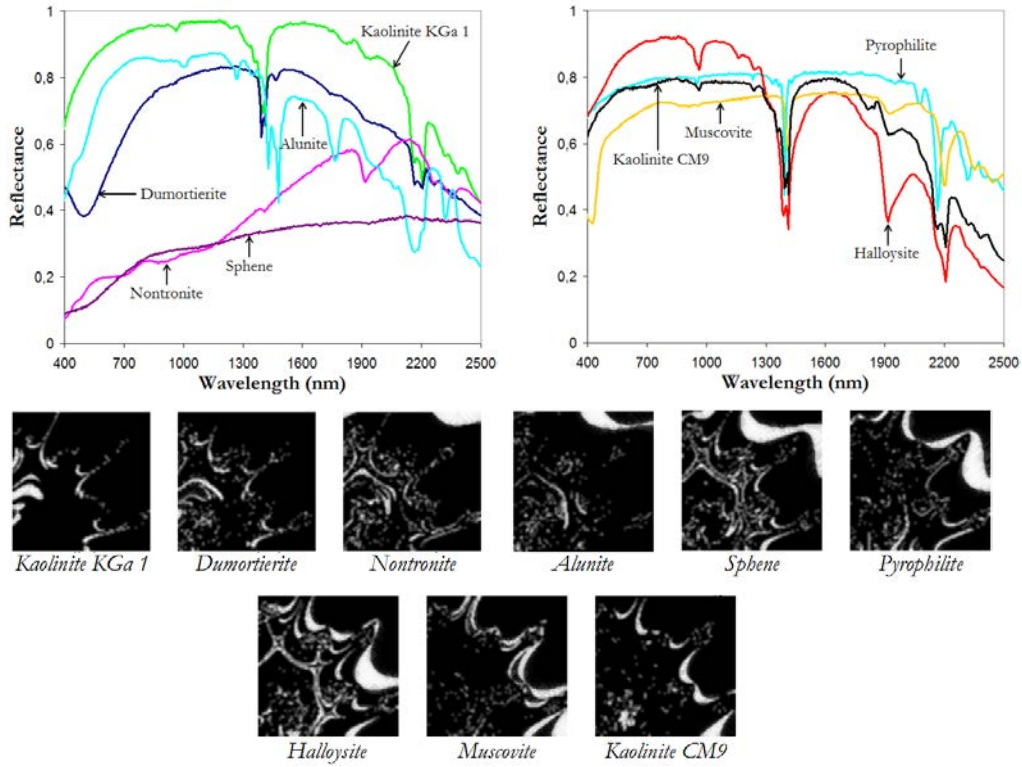 1
0.8
0.6
0.4
0.2
0
Reflectance
Kaolinite KGa 1
Alunite
Dumortierite
Sphene
Nontronite
400 700 1000 1300 1600 1900 2200 2500
Wavelength (nm)
1
0.8
0.6
0.4
0.2
0
Reflectance
Pyrophilite
Muscovite
Kaolinite CM9
Halloysite
400 700 1000 1300 1600 1900 2200 2500
Wavelength (nm)
Kaolinite KGa 1 Dumortierite Nontronite Alunite Sphene Pyrophilite
Halloysite Muscovite Kaolinite CM9